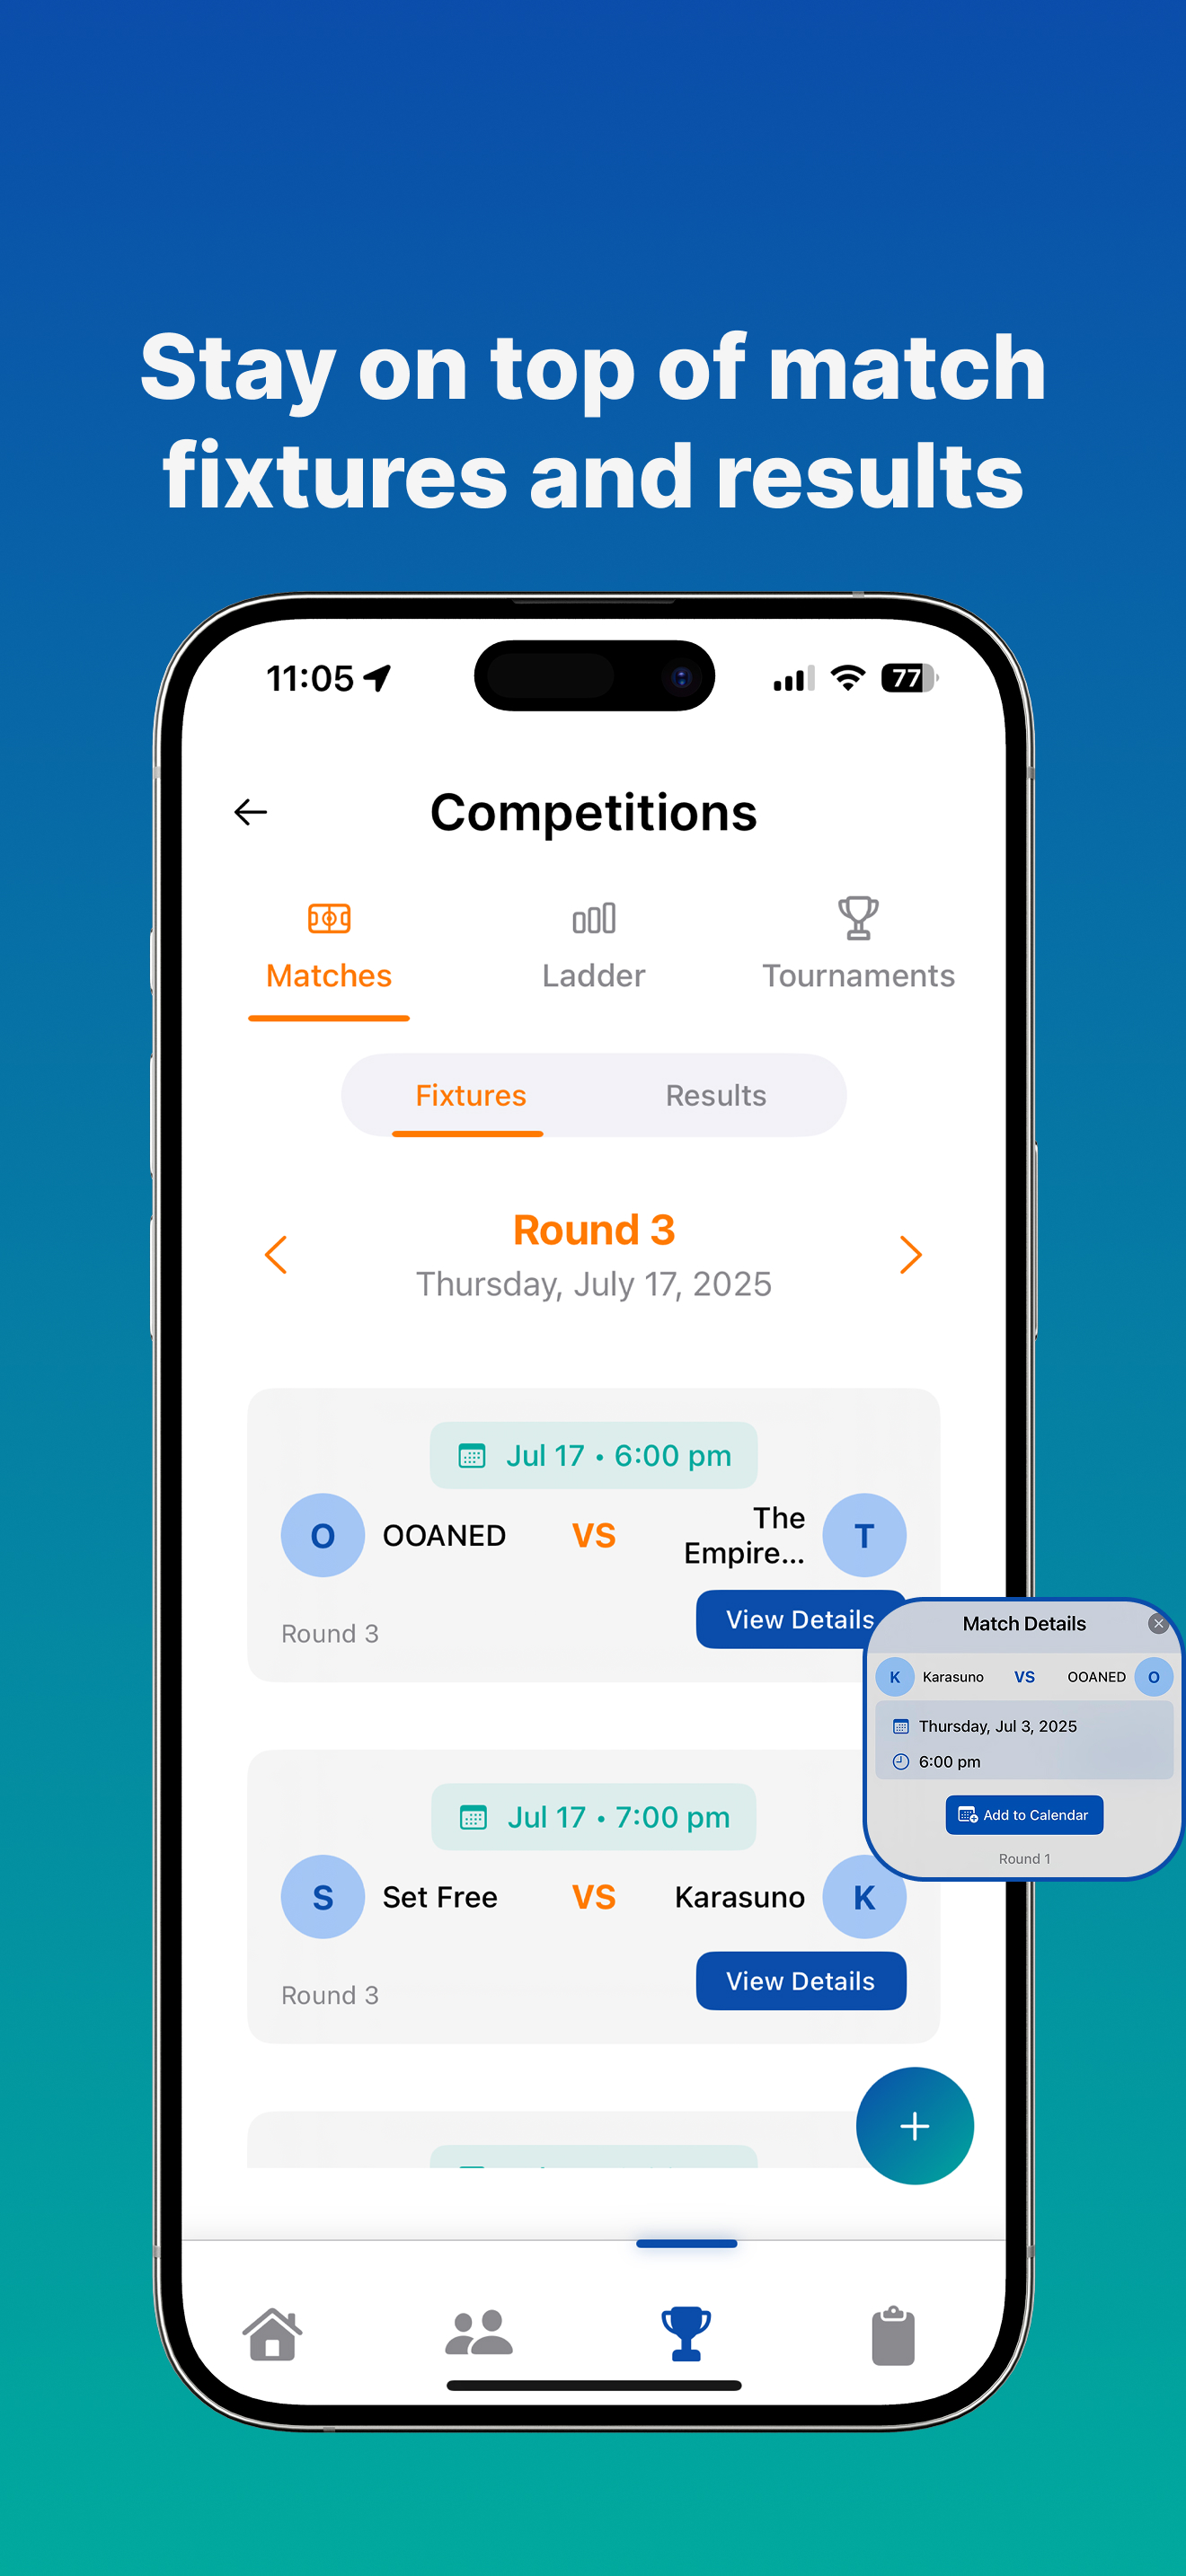 Stay on top of match
fixtures and results
11:05
77
Competitions
Matches
Ladder
Tournaments
Fixtures
Results
Round 3
Thursday, July 17, 2025
Jul 17 • 6:00 pm
O
OOANED
VS
The
Empire...
T
Round 3
View Details
Match Details
K
Karasuno
VS
OOANED
O
Thursday, Jul 3, 2025
6:00 pm
Add to Calendar
Round 1
Jul 17 • 7:00 pm
S
Set Free
VS
Karasuno
K
Round 3
View Details